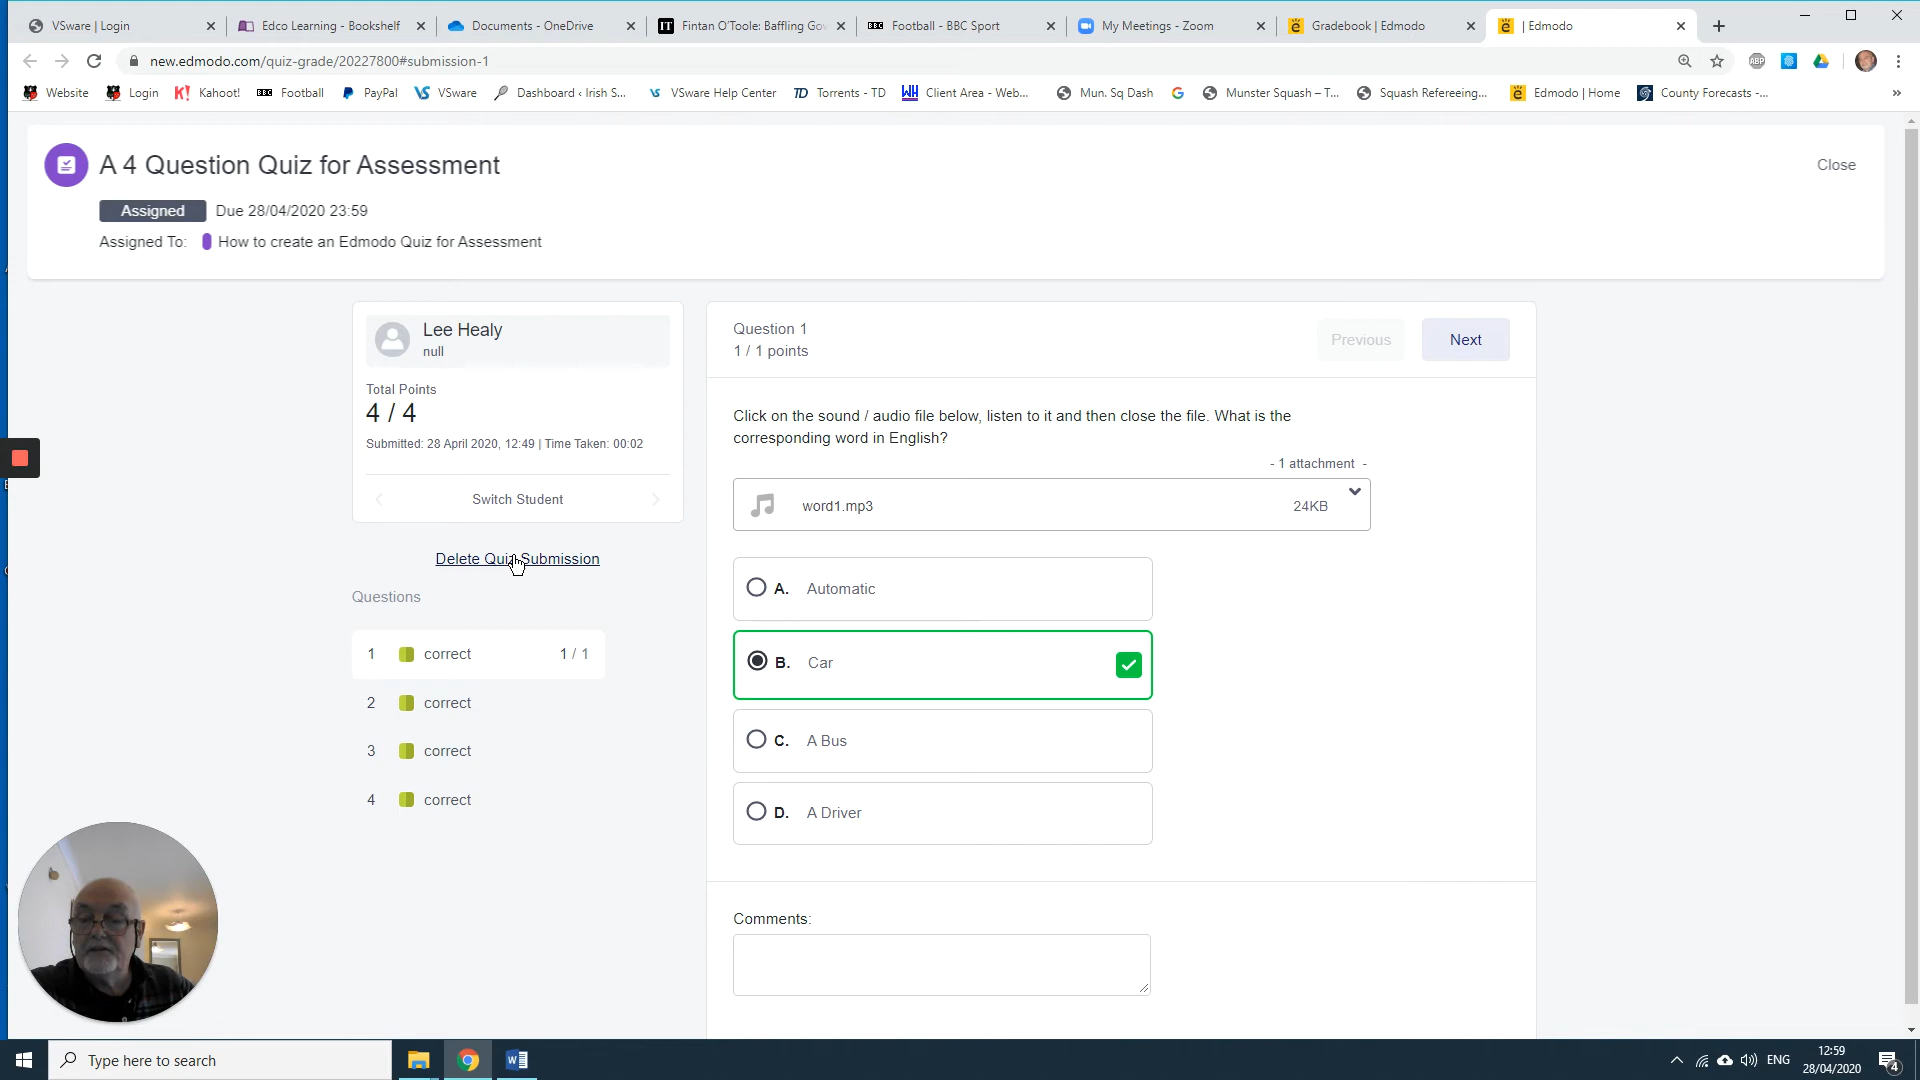 VSware | Login
Edco Learning - Bookshelf
Documents - OneDrive
Fintan O'Toole: Baffling Gov
Football - BBC Sport
My Meetings - Zoom
Gradebook | Edmodo
| Edmodo
new.edmodo.com/quiz-grade/20227800#submission-1
ABP
Website
Login
Kahoot!
Football
PayPal
VSware
Dashboard ‹ Irish S...
VSware Help Center
Torrents - TD
Client Area - Web...
Mun. Sq Dash
Munster Squash – T...
Squash Refereeing...
Edmodo | Home
County Forecasts -...
»
A 4 Question Quiz for Assessment
Close
Assigned
Due 28/04/2020 23:59
Assigned To: How to create an Edmodo Quiz for Assessment
Lee Healy
null
Total Points
4 / 4
Submitted: 28 April 2020, 12:49 | Time Taken: 00:02
Switch Student
Delete Quiz Submission
Questions
1 correct 1 / 1
2 correct
3 correct
4 correct
Question 1
1 / 1 points
Previous
Next
Click on the sound / audio file below, listen to it and then close the file. What is the
corresponding word in English?
- 1 attachment -
word1.mp3 24KB
A. Automatic
B. Car
C. A Bus
D. A Driver
Comments:
Type here to search
ENG
12:59
28/04/2020
4